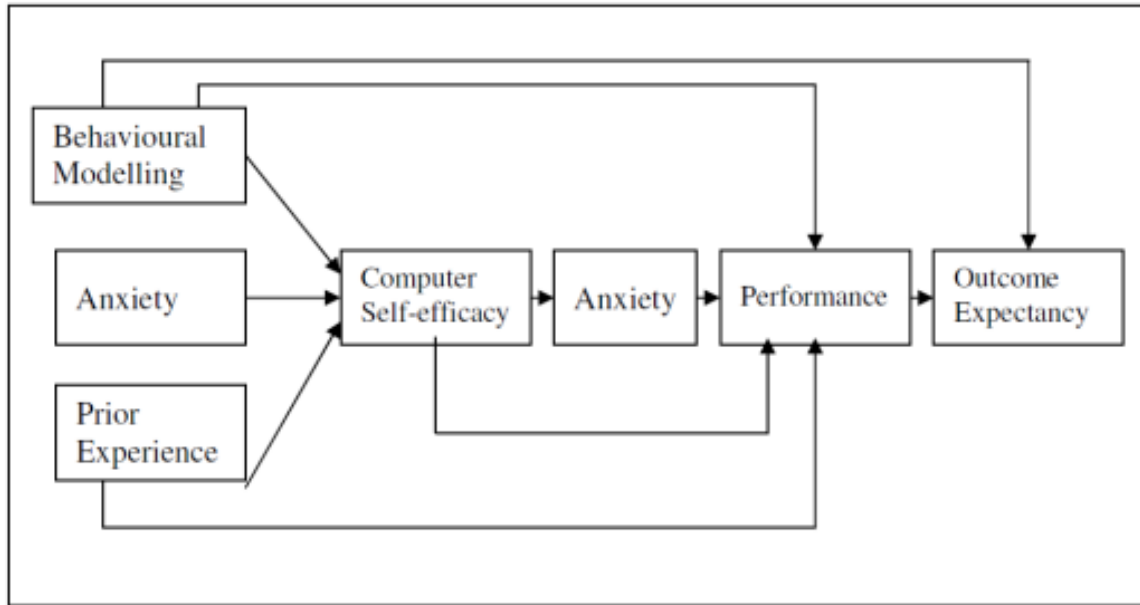 Behavioural
Modelling
Anxiety
Prior
Experience
Computer
Self-efficacy
Anxiety
Performance
Outcome
Expectancy